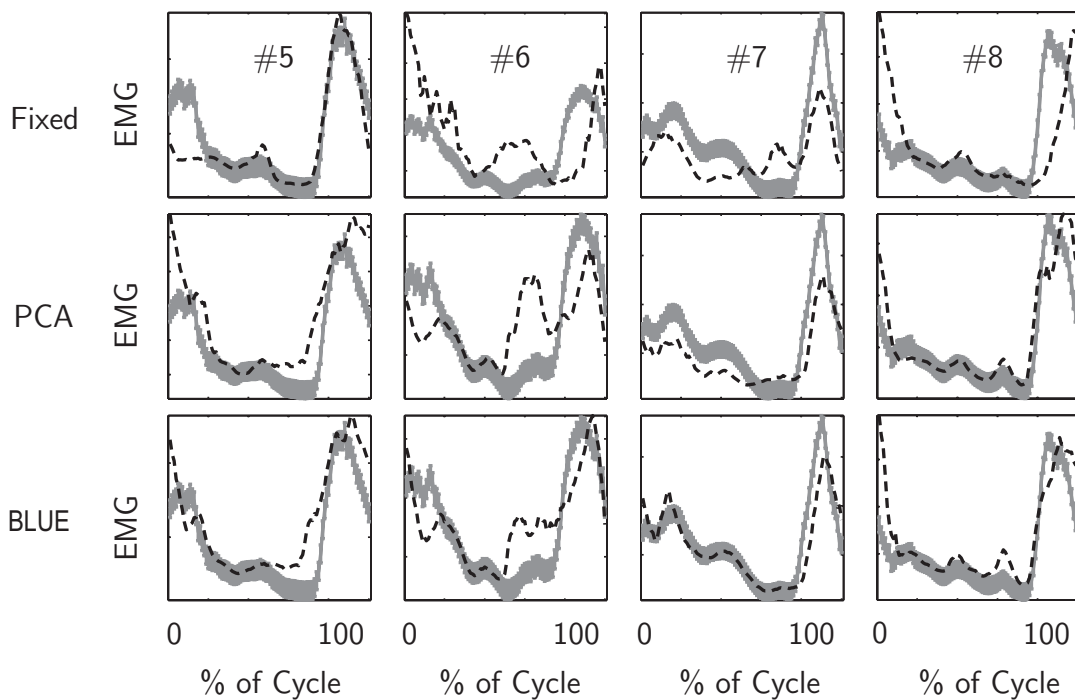 #5 #6 #7 #8
Fixed EMG
PCA EMG
BLUE EMG
0 100 0 100 0 100 0 100
% of Cycle % of Cycle % of Cycle % of Cycle